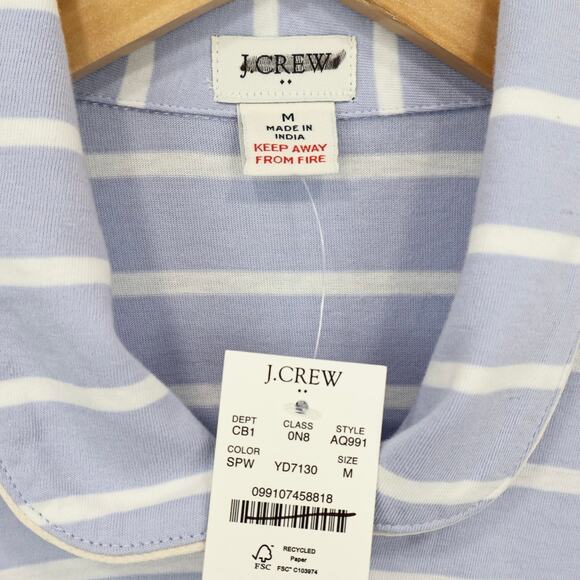 J.CREW
M
MADE IN
INDIA
KEEP AWAY
FROM FIRE
J.CREW
DEPT CLASS STYLE
CB1 0N8 AQ991
COLOR SIZE
SPW YD7130 M
099107458818
FSC
RECYCLED
Paper
FSC™ C103974